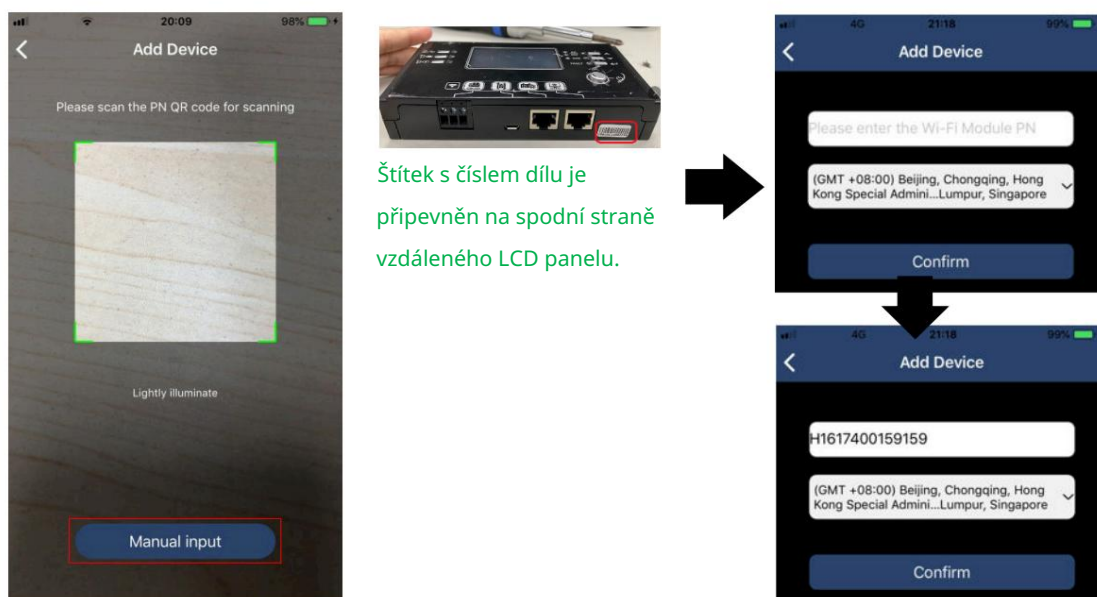 20:09
98%
Add Device
Please scan the PN QR code for scanning
Lightly illuminate
Manual input
Štítek s číslem dílu je
připevněn na spodní straně
vzdáleného LCD panelu.
4G 21:18 99%
Add Device
Please enter the Wi-Fi Module PN
(GMT +08:00) Beijing, Chongqing, Hong
Kong Special Admini...Lumpur, Singapore
Confirm
4G 21:18 99%
Add Device
H1617400159159
(GMT +08:00) Beijing, Chongqing, Hong
Kong Special Admini...Lumpur, Singapore
Confirm